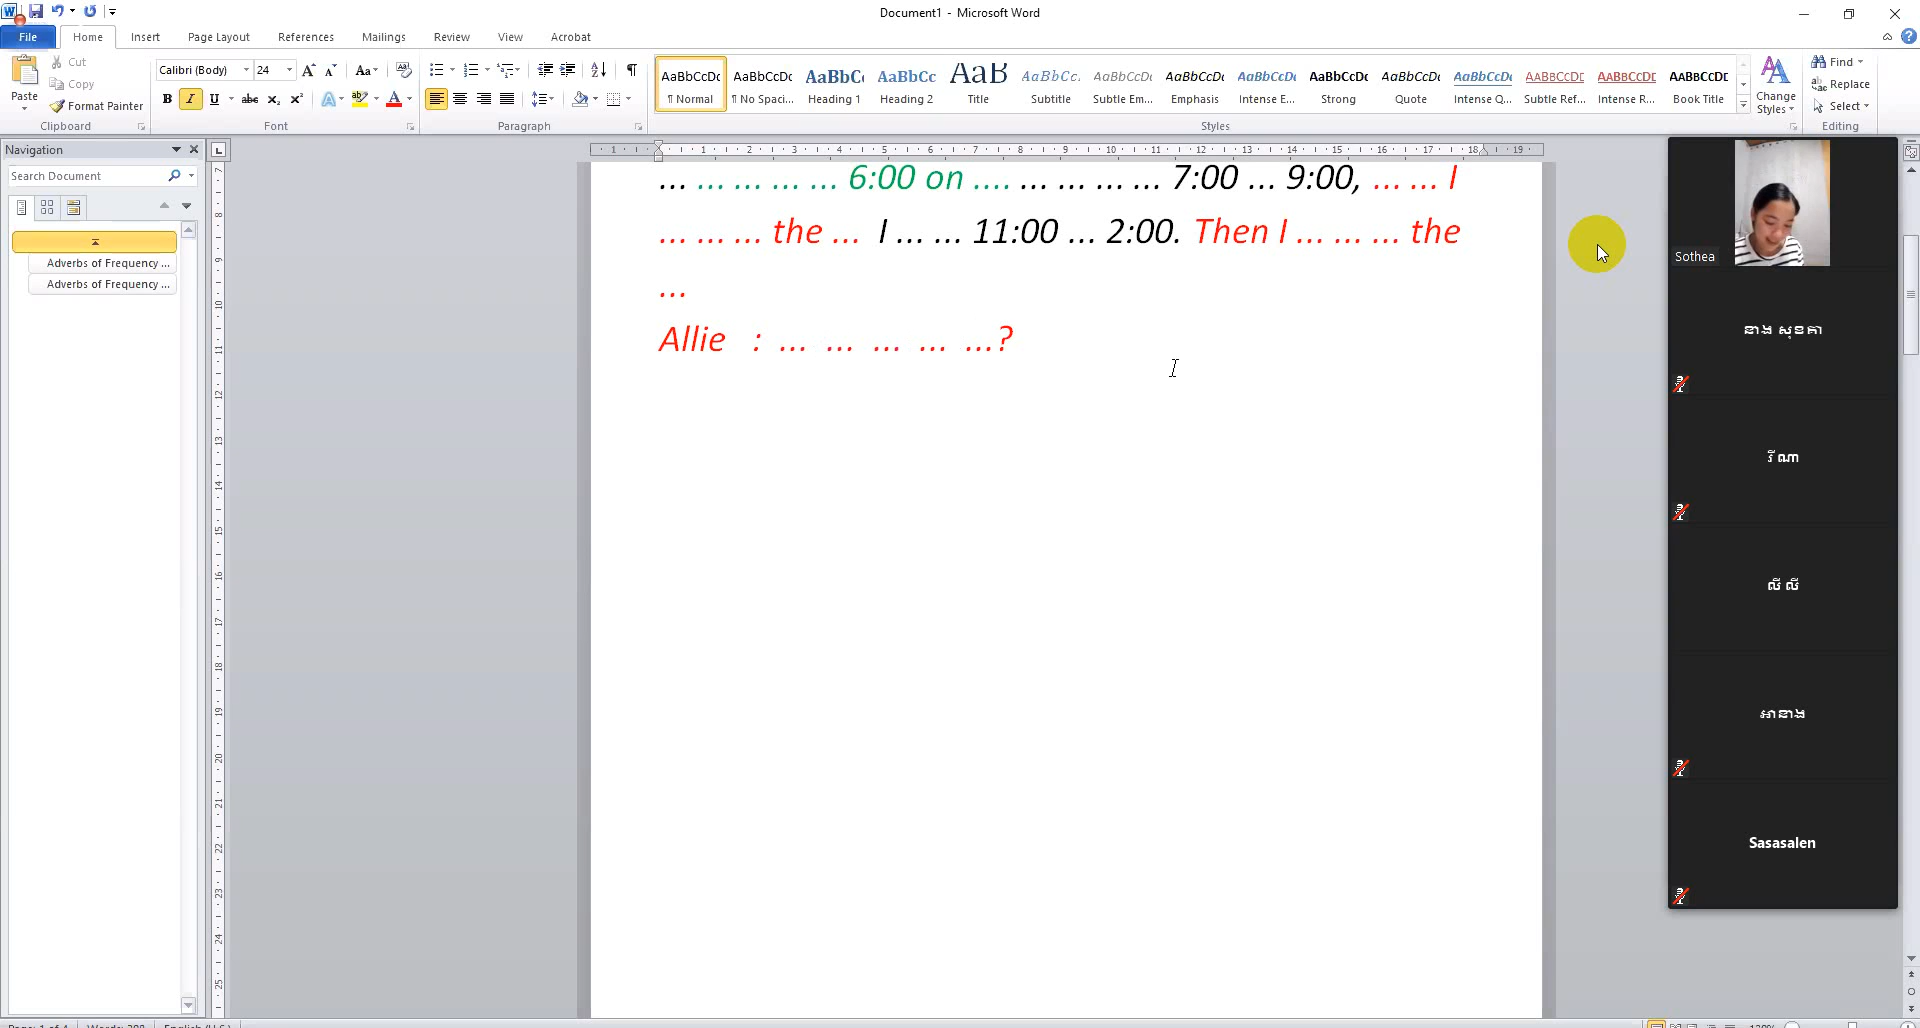 Document1 - Microsoft Word
File Home Insert Page Layout References Mailings Review View Acrobat
Paste
Cut
Copy
Format Painter
Clipboard
Calibri (Body) 24
Font
Paragraph
AaBbCcDc ¶ Normal
AaBbCcDc ¶ No Spaci...
AaBbC Heading 1
AaBbCc Heading 2
AaB Title
AaBbCc. Subtitle
AaBbCcDc Subtle Em...
AaBbCcDc Emphasis
AaBbCcDc Intense E...
AaBbCcDc Strong
AaBbCcDc Quote
AaBbCcDc Intense Q...
AABBCCDE Subtle Ref...
AABBCCDE Intense R...
AABBCCDE Book Title
Styles
Change Styles
Find
Replace
Select
Editing
Navigation
Search Document
Adverbs of Frequency ...
Adverbs of Frequency ...
... ... ... ... ... 6:00 on .... ... ... ... ... 7:00 ... 9:00, ... ... I
... ... ... the ... I ... ... 11:00 ... 2:00. Then I ... ... ... the
...
Allie : ... ... ... ... ...?
Sothea
នាង សុខគា
រីណា
លី លី
អានាង
Sasasalen